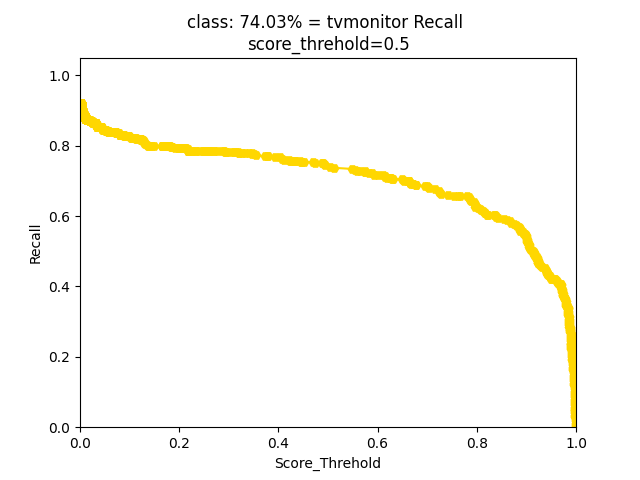 class: 74.03% = tvmonitor Recall
score_threhold=0.5
1.0
0.8
0.6
0.4
0.2
0.0
Recall
0.0 0.2 0.4 0.6 0.8 1.0
Score_Threhold